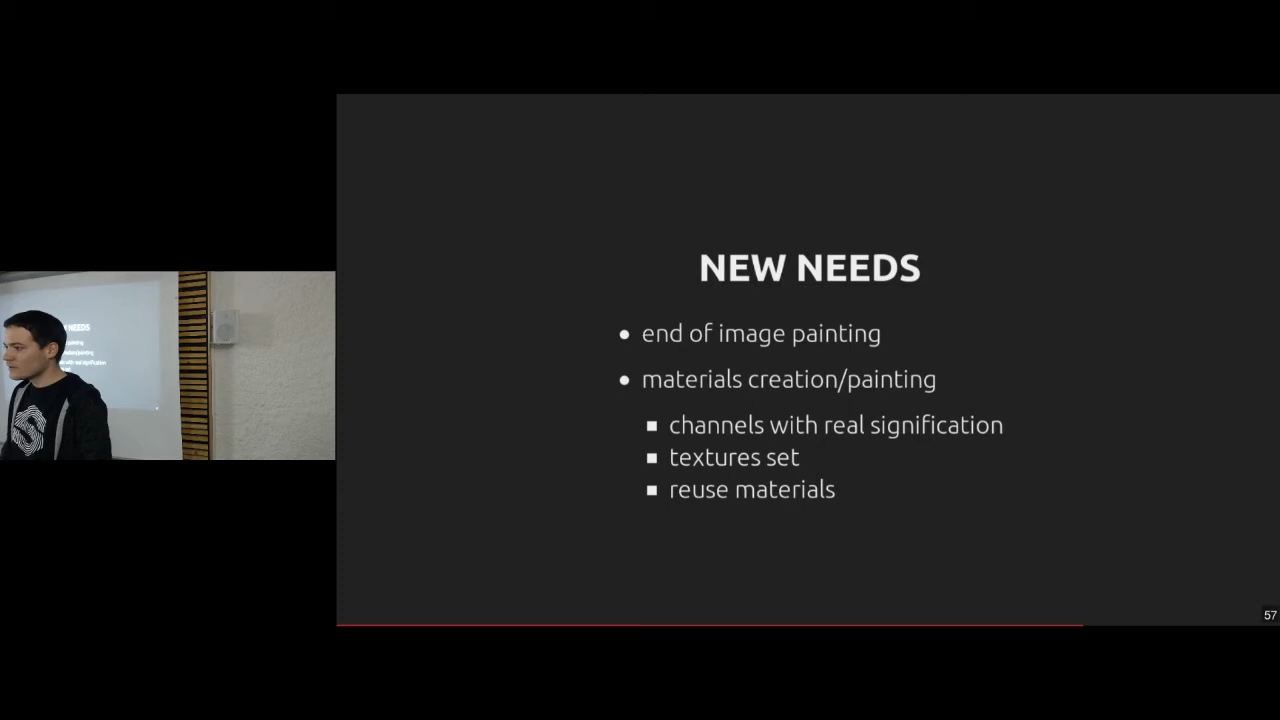 NEW NEEDS
end of image painting
materials creation/painting
channels with real signification
textures set
reuse materials
57